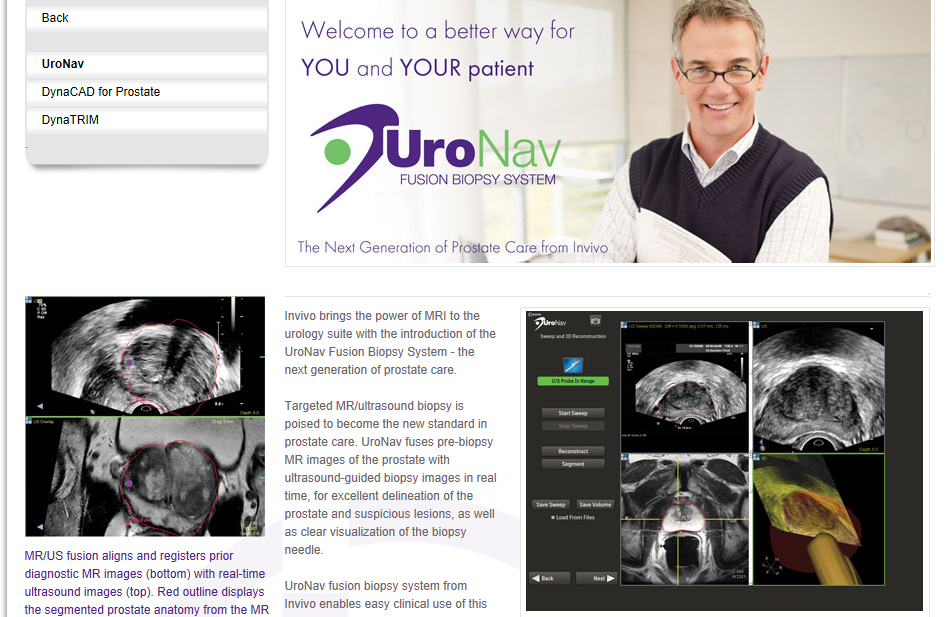 Back
UroNav
DynaCAD for Prostate
DynaTRIM
Welcome to a better way for
YOU and YOUR patient
UroNav
FUSION BIOPSY SYSTEM
The Next Generation of Prostate Care from Invivo
US Overlay
Depth: 6.0
MR/US fusion aligns and registers prior
diagnostic MR images (bottom) with real-time
ultrasound images (top). Red outline displays
the segmented prostate anatomy from the MR
Invivo brings the power of MRI to the
urology suite with the introduction of the
UroNav Fusion Biopsy System - the
next generation of prostate care.
Targeted MR/ultrasound biopsy is
poised to become the new standard in
prostate care. UroNav fuses pre-biopsy
MR images of the prostate with
ultrasound-guided biopsy images in real
time, for excellent delineation of the
prostate and suspicious lesions, as well
as clear visualization of the biopsy
needle.
UroNav fusion biopsy system from
Invivo enables easy clinical use of this
UroNav
Sweep and 3D Reconstruction
U/S Probe In Range
Start Sweep
Stop Sweep
Reconstruct
Segment
Save Sweep
Save Volume
Load From Files
Back
Next
US
Depth: 6.0
3D